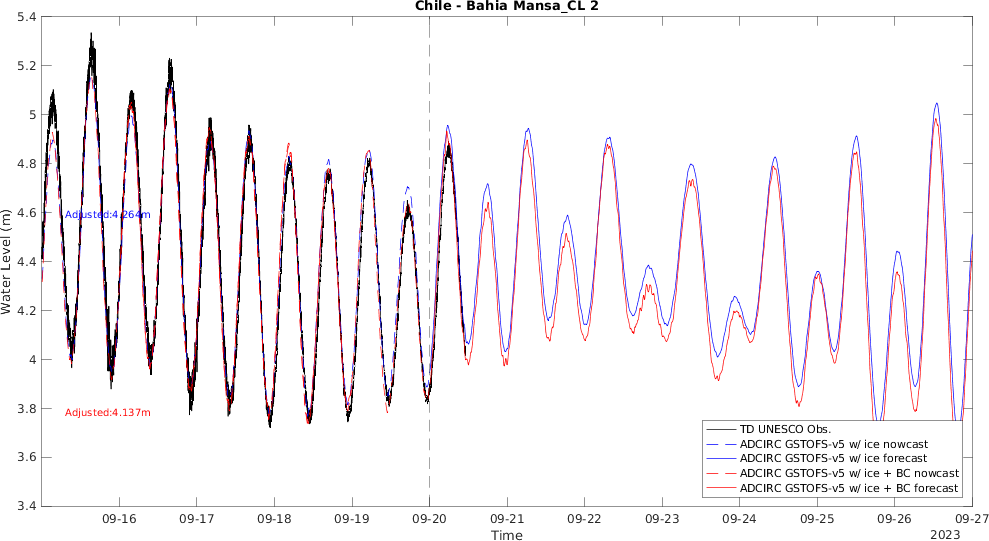 Chile - Bahia Mansa_CL 2
5.4
5.2
5
4.8
4.6
4.4
4.2
4
3.8
3.6
3.4
Water Level (m)
Adjusted:4.264m
Adjusted:4.137m
TD UNESCO Obs.
ADCIRC GSTOFS-v5 w/ ice nowcast
ADCIRC GSTOFS-v5 w/ ice forecast
ADCIRC GSTOFS-v5 w/ ice + BC nowcast
ADCIRC GSTOFS-v5 w/ ice + BC forecast
09-16 09-17 09-18 09-19 09-20 09-21 09-22 09-23 09-24 09-25 09-26 09-27
Time 2023